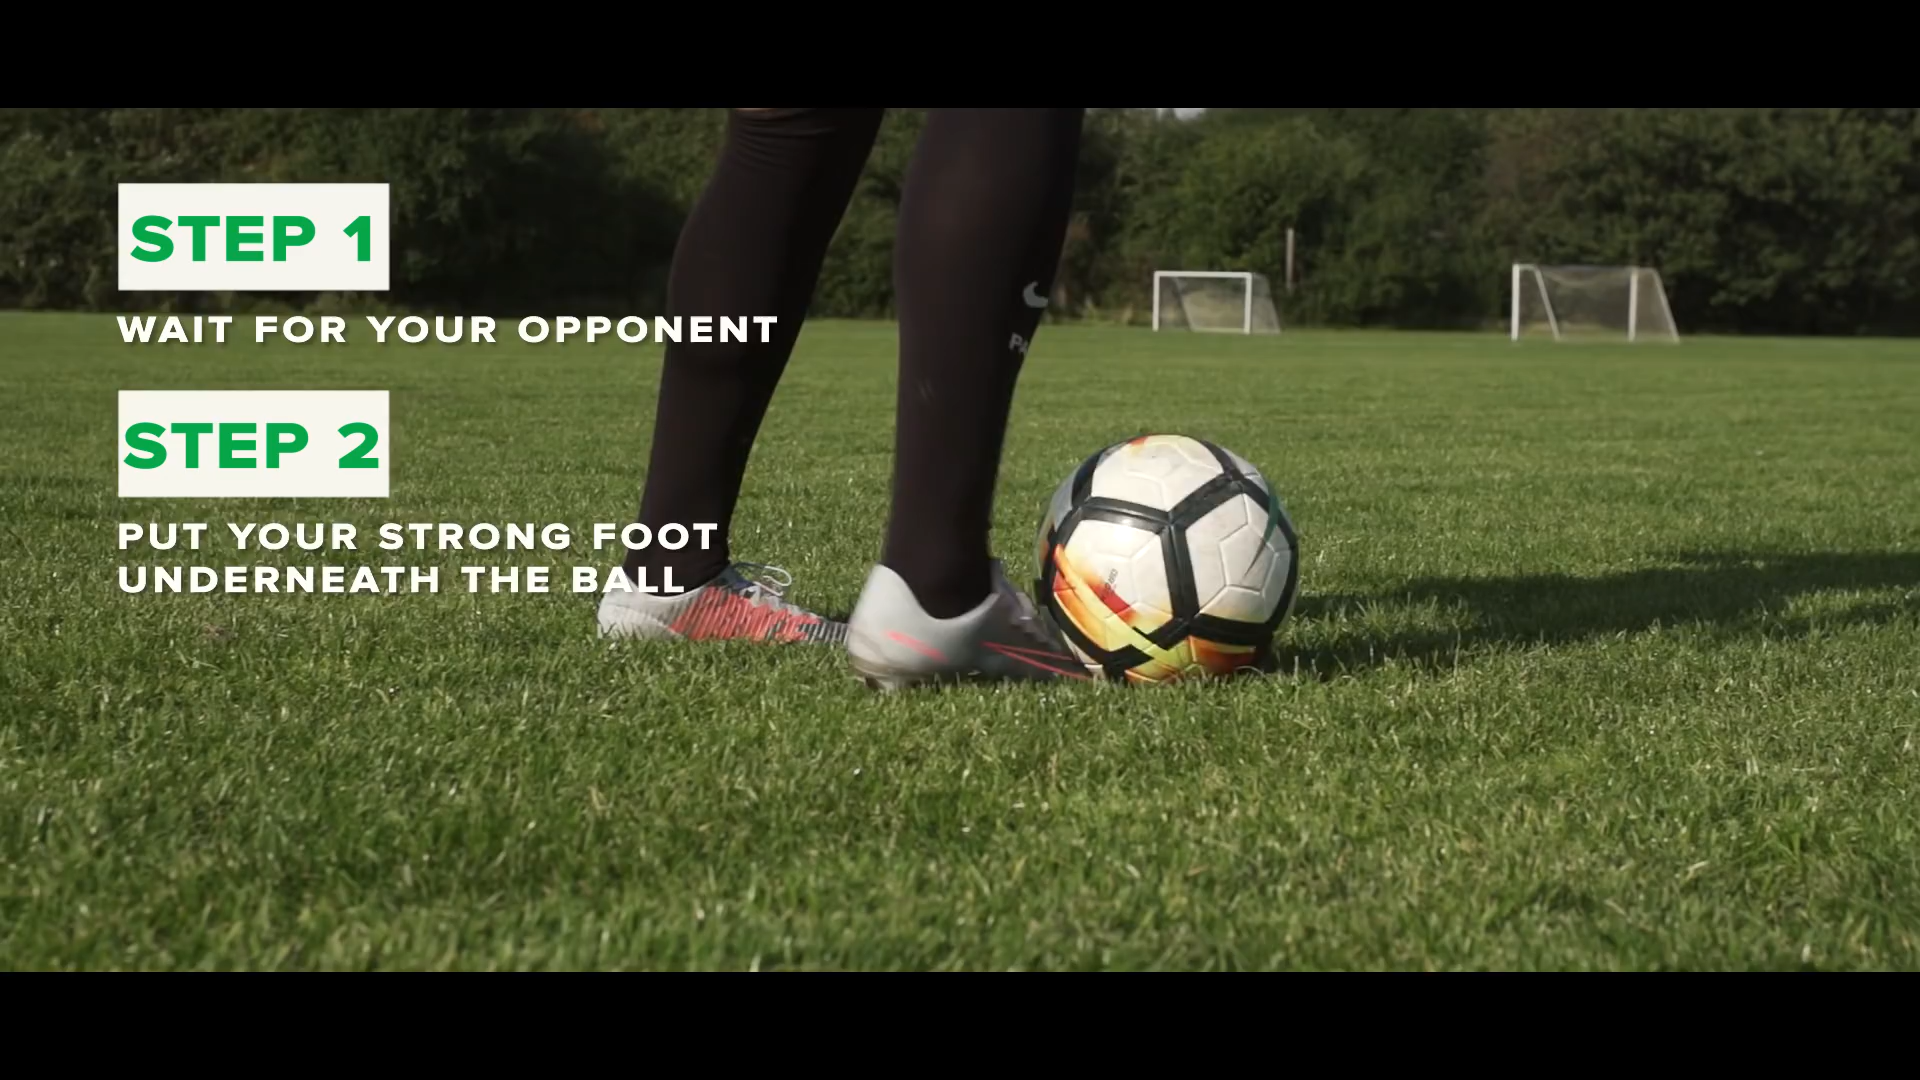 STEP 1
WAIT FOR YOUR OPPONENT
STEP 2
PUT YOUR STRONG FOOT
UNDERNEATH THE BALL